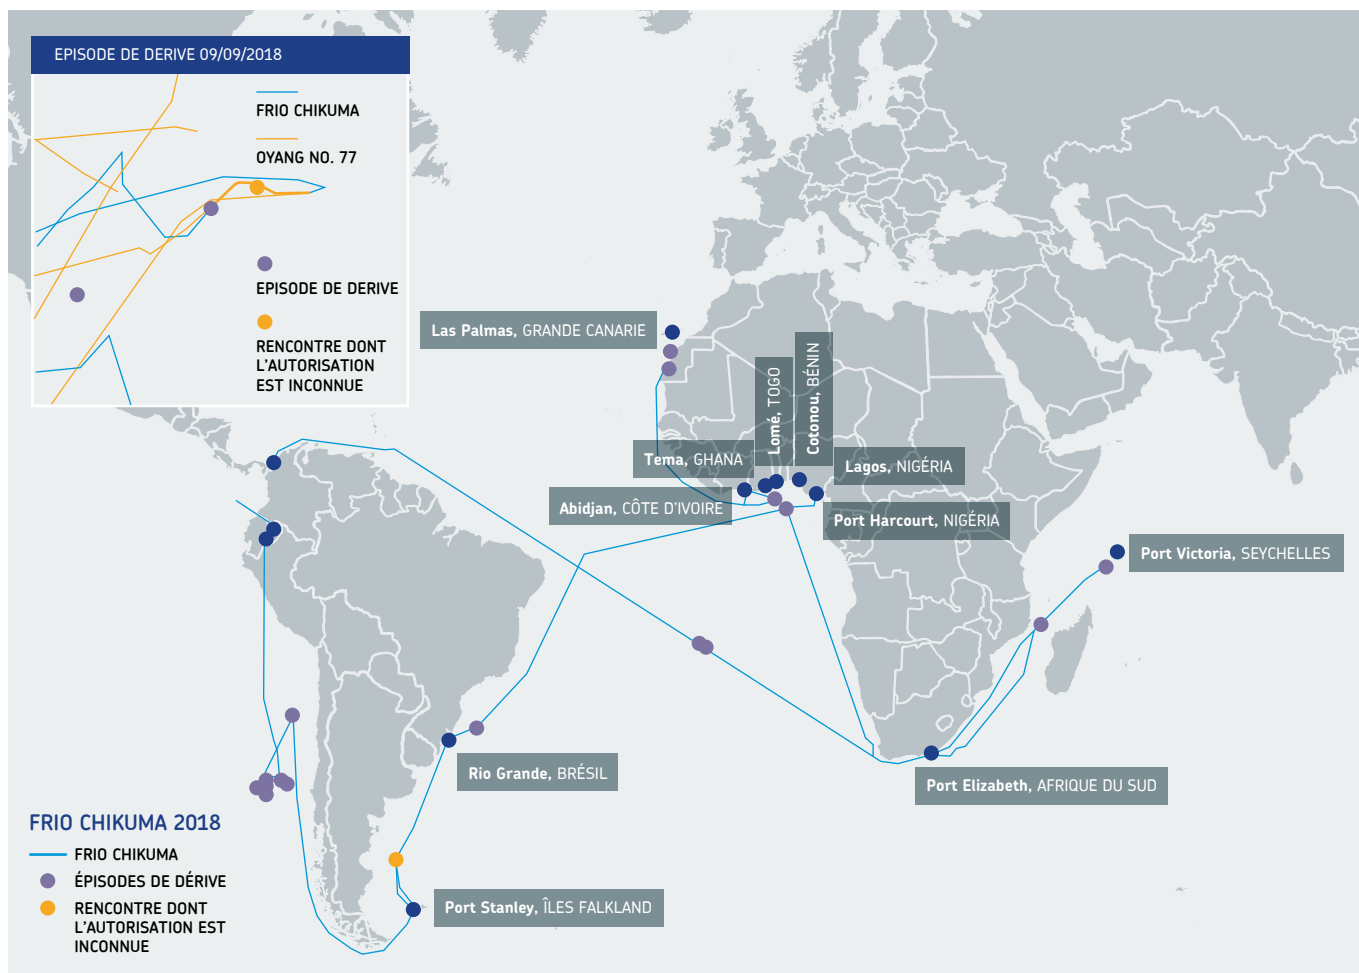 EPISODE DE DERIVE 09/09/2018
FRIO CHIKUMA
OYANG NO. 77
EPISODE DE DERIVE
RENCONTRE DONT
L'AUTORISATION
EST INCONNUE
Las Palmas, GRANDE CANARIE
Lomé, TOGO
Cotonou, BÉNIN
Tema, GHANA
Lagos, NIGÉRIA
Abidjan, CÔTE D'IVOIRE
Port Harcourt, NIGÉRIA
Port Victoria, SEYCHELLES
Rio Grande, BRÉSIL
Port Elizabeth, AFRIQUE DU SUD
Port Stanley, ÎLES FALKLAND
FRIO CHIKUMA 2018
FRIO CHIKUMA
ÉPISODES DE DÉRIVE
RENCONTRE DONT
L'AUTORISATION EST
INCONNUE